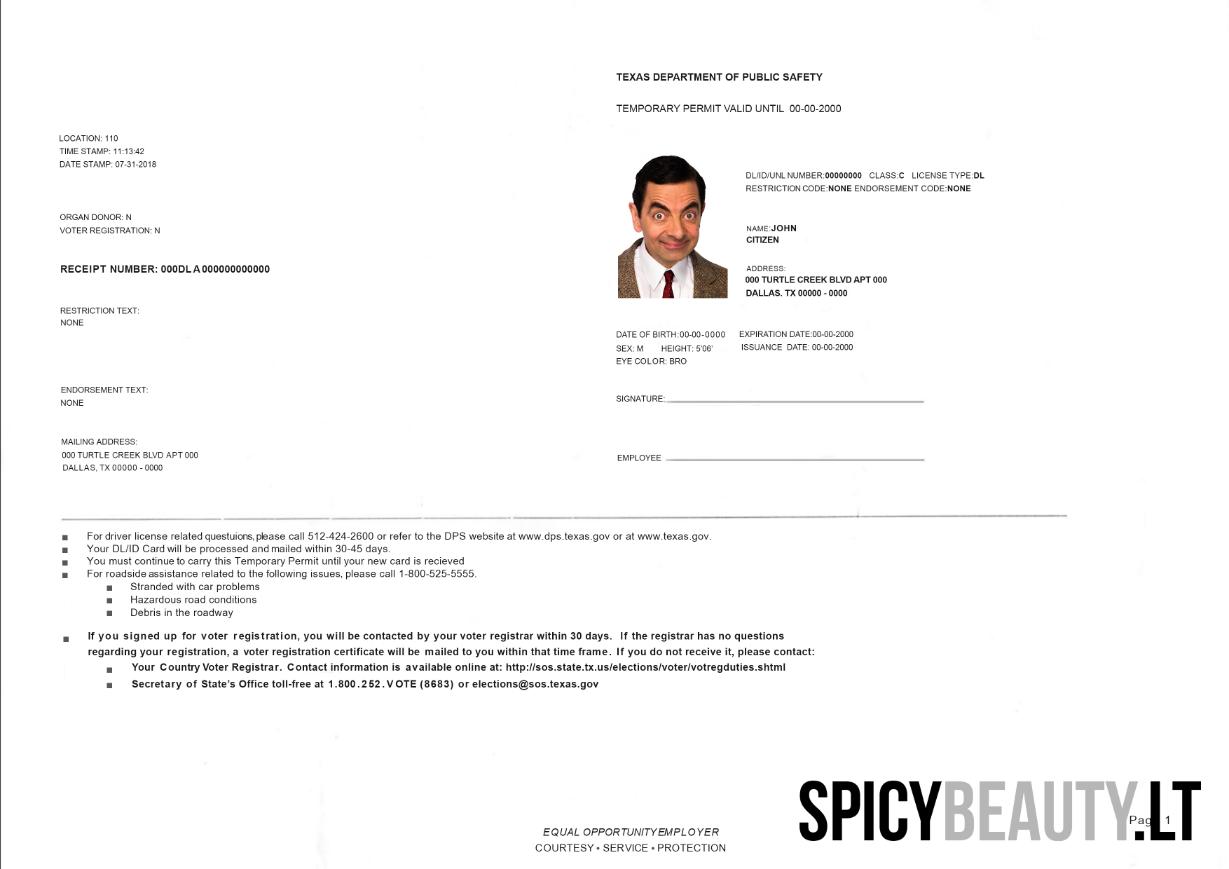 TEXAS DEPARTMENT OF PUBLIC SAFETY
TEMPORARY PERMIT VALID UNTIL 00-00-2000
LOCATION: 110
TIME STAMP: 11:13:42
DATE STAMP: 07-31-2018
ORGAN DONOR: N
VOTER REGISTRATION: N
RECEIPT NUMBER: 000DLA000000000000
RESTRICTION TEXT:
NONE
ENDORSEMENT TEXT:
NONE
MAILING ADDRESS:
000 TURTLE CREEK BLVD APT 000
DALLAS, TX 00000 - 0000
DL/ID/UNL NUMBER:00000000 CLASS:C LICENSE TYPE:DL
RESTRICTION CODE:NONE ENDORSEMENT CODE:NONE
NAME:JOHN
CITIZEN
ADDRESS:
000 TURTLE CREEK BLVD APT 000
DALLAS. TX 00000 - 0000
DATE OF BIRTH:00-00-0000 EXPIRATION DATE:00-00-2000
SEX: M HEIGHT: 5'06' ISSUANCE DATE: 00-00-2000
EYE COLOR: BRO
SIGNATURE:
EMPLOYEE
For driver license related questuions,please call 512-424-2600 or refer to the DPS website at www.dps.texas.gov or at www.texas.gov.
Your DL/ID Card will be processed and mailed within 30-45 days.
You must continue to carry this Temporary Permit until your new card is recieved
For roadside assistance related to the following issues, please call 1-800-525-5555.
Stranded with car problems
Hazardous road conditions
Debris in the roadway
If you signed up for voter registration, you will be contacted by your voter registrar within 30 days. If the registrar has no questions
regarding your registration, a voter registration certificate will be mailed to you within that time frame. If you do not receive it, please contact:
Your Country Voter Registrar. Contact information is available online at: http://sos.state.tx.us/elections/voter/votregduties.shtml
Secretary of State's Office toll-free at 1.800.252.VOTE (8683) or elections@sos.texas.gov
EQUAL OPPORTUNITY EMPLOYER
COURTESY • SERVICE • PROTECTION
SPICYBEAUTY.LT
Page 1